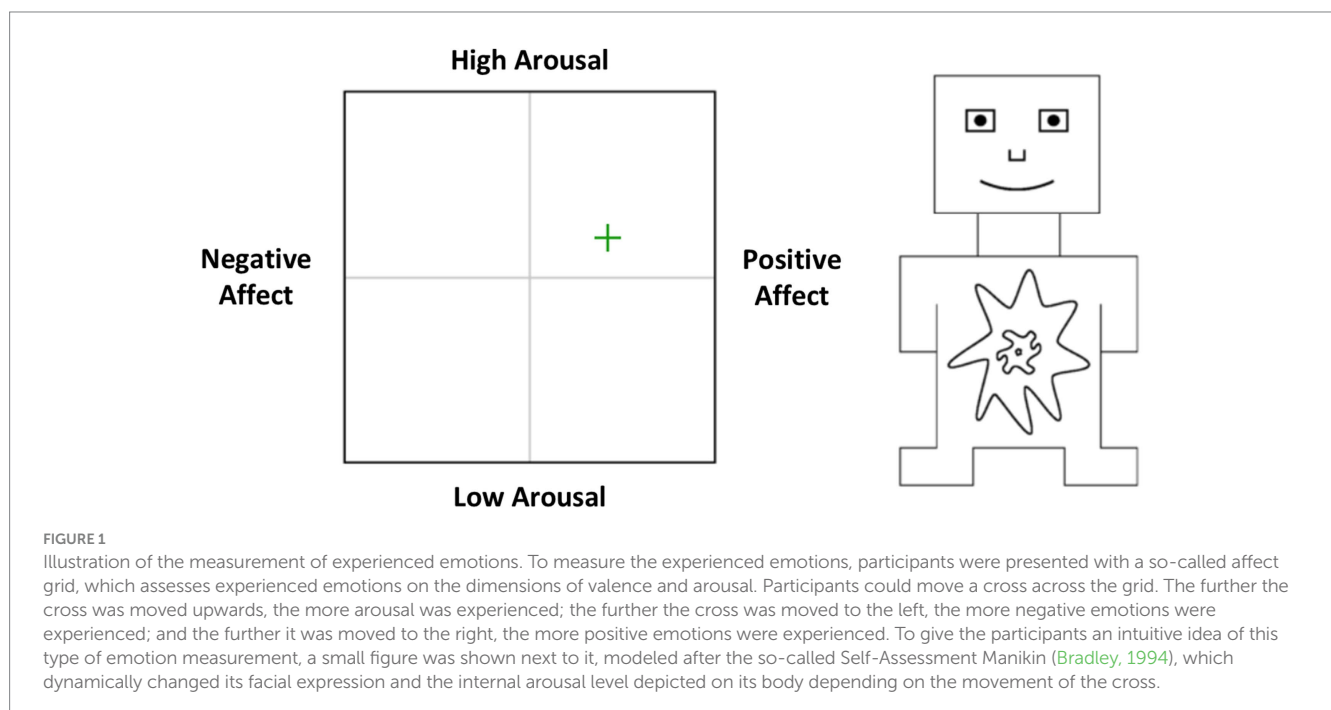 High Arousal
Negative
Affect
Positive
Affect
Low Arousal
FIGURE 1
Illustration of the measurement of experienced emotions. To measure the experienced emotions, participants were presented with a so-called affect
grid, which assesses experienced emotions on the dimensions of valence and arousal. Participants could move a cross across the grid. The further the
cross was moved upwards, the more arousal was experienced; the further the cross was moved to the left, the more negative emotions were
experienced; and the further it was moved to the right, the more positive emotions were experienced. To give the participants an intuitive idea of this
type of emotion measurement, a small figure was shown next to it, modeled after the so-called Self-Assessment Manikin (Bradley, 1994), which
dynamically changed its facial expression and the internal arousal level depicted on its body depending on the movement of the cross.